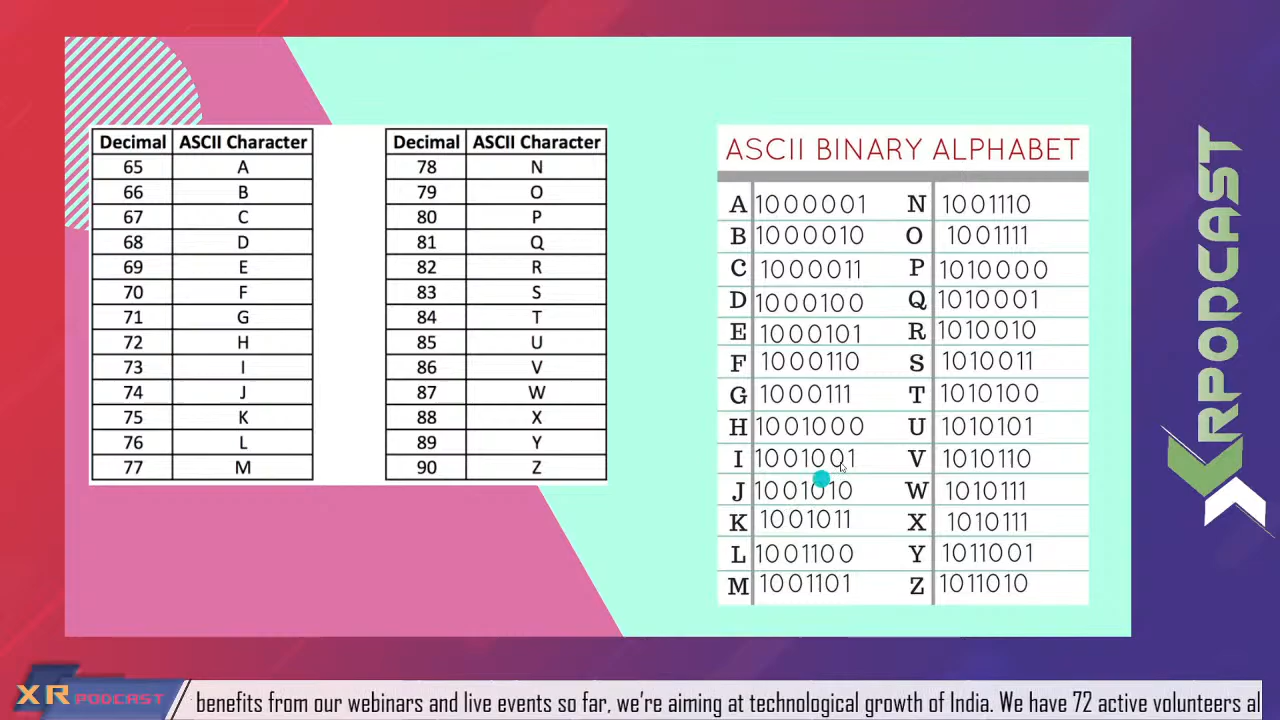 Decimal ASCII Character
65 A
66 B
67 C
68 D
69 E
70 F
71 G
72 H
73 I
74 J
75 K
76 L
77 M
Decimal ASCII Character
78 N
79 O
80 P
81 Q
82 R
83 S
84 T
85 U
86 V
87 W
88 X
89 Y
90 Z
ASCII BINARY ALPHABET
A 1000001 N 1001110
B 1000010 O 1001111
C 1000011 P 1010000
D 1000100 Q 1010001
E 1000101 R 1010010
F 1000110 S 1010011
G 1000111 T 1010100
H 1001000 U 1010101
I 1001001 V 1010110
J 1001010 W 1010111
K 1001011 X 1010111
L 1001100 Y 1011001
M 1001101 Z 1011010
XRPODCAST
XR PODCAST
benefits from our webinars and live events so far, we're aiming at technological growth of India. We have 72 active volunteers al